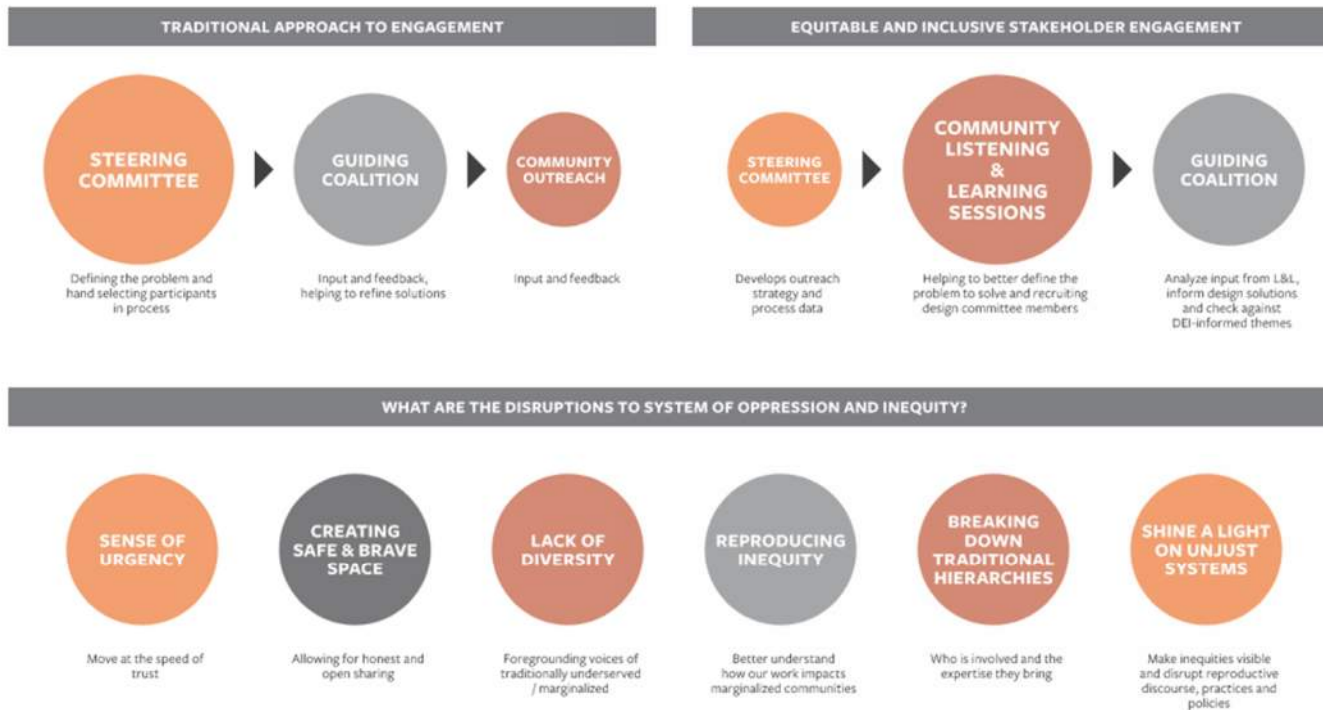 TRADITIONAL APPROACH TO ENGAGEMENT
STEERING
COMMITTEE
GUIDING
COALITION
COMMUNITY
OUTREACH
Defining the problem and
hand selecting participants
in process
Input and feedback,
helping to refine solutions
Input and feedback
EQUITABLE AND INCLUSIVE STAKEHOLDER ENGAGEMENT
STEERING
COMMITTEE
COMMUNITY
LISTENING
&
LEARNING
SESSIONS
GUIDING
COALITION
Develops outreach
strategy and
process data
Helping to better define the
problem to solve and recruiting
design committee members
Analyze input from L&L,
inform design solutions
and check against
DEI-informed themes
WHAT ARE THE DISRUPTIONS TO SYSTEM OF OPPRESSION AND INEQUITY?
SENSE OF
URGENCY
Move at the speed of
trust
CREATING
SAFE & BRAVE
SPACE
Allowing for honest and
open sharing
LACK OF
DIVERSITY
Foregrounding voices of
traditionally underserved
/ marginalized
REPRODUCING
INEQUITY
Better understand
how our work impacts
marginalized communities
BREAKING
DOWN
TRADITIONAL
HIERARCHIES
Who is involved and the
expertise they bring
SHINE A LIGHT
ON UNJUST
SYSTEMS
Make inequities visible
and disrupt reproductive
discourse, practices and
policies